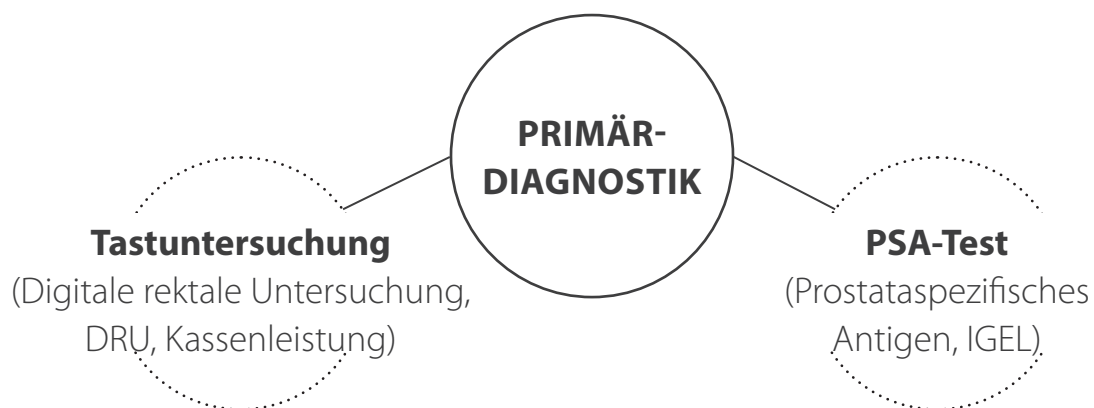 PRIMÄR-
DIAGNOSTIK
Tastuntersuchung
(Digitale rektale Untersuchung,
DRU, Kassenleistung)
PSA-Test
(Prostataspezifisches
Antigen, IGEL)